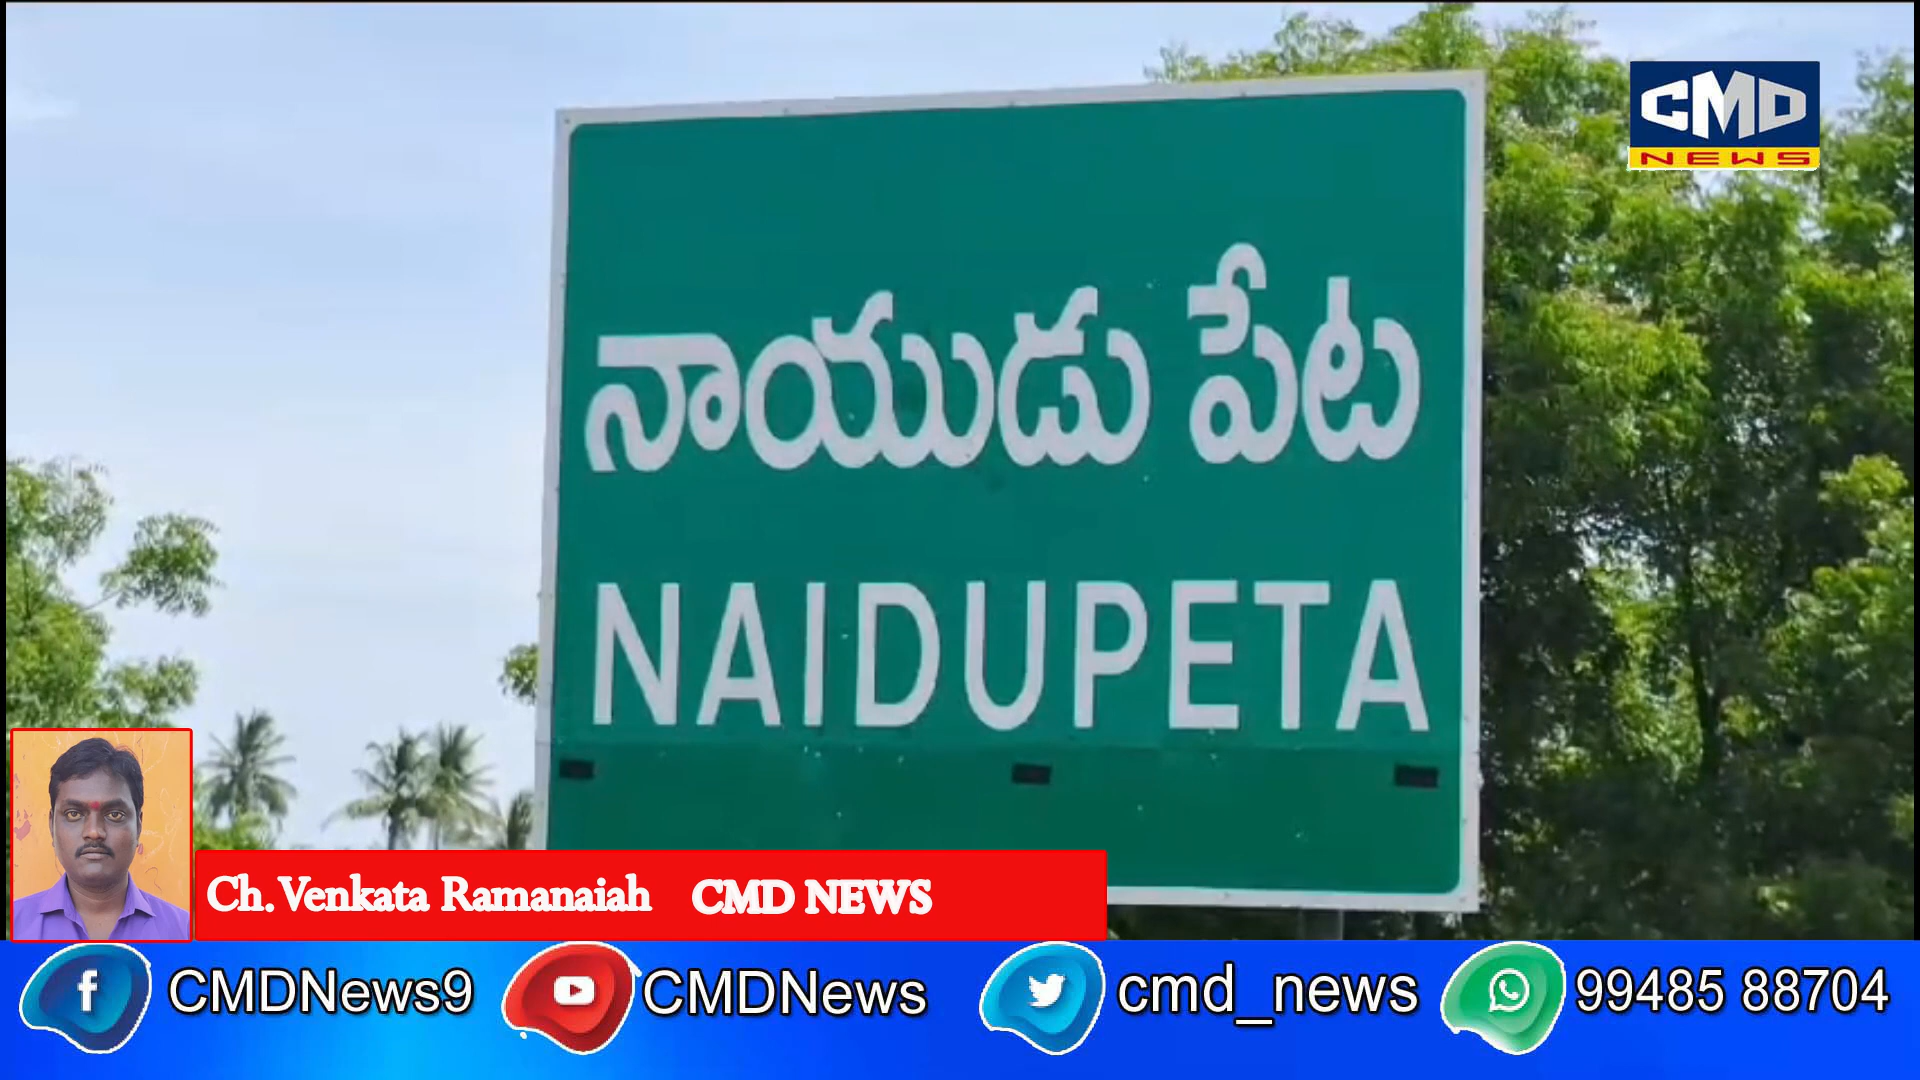 CMD
NEWS
నాయుడు పేట
NAIDUPETA
Ch. Venkata Ramanaiah CMD NEWS
CMDNews9 CMDNews cmd_news 99485 88704